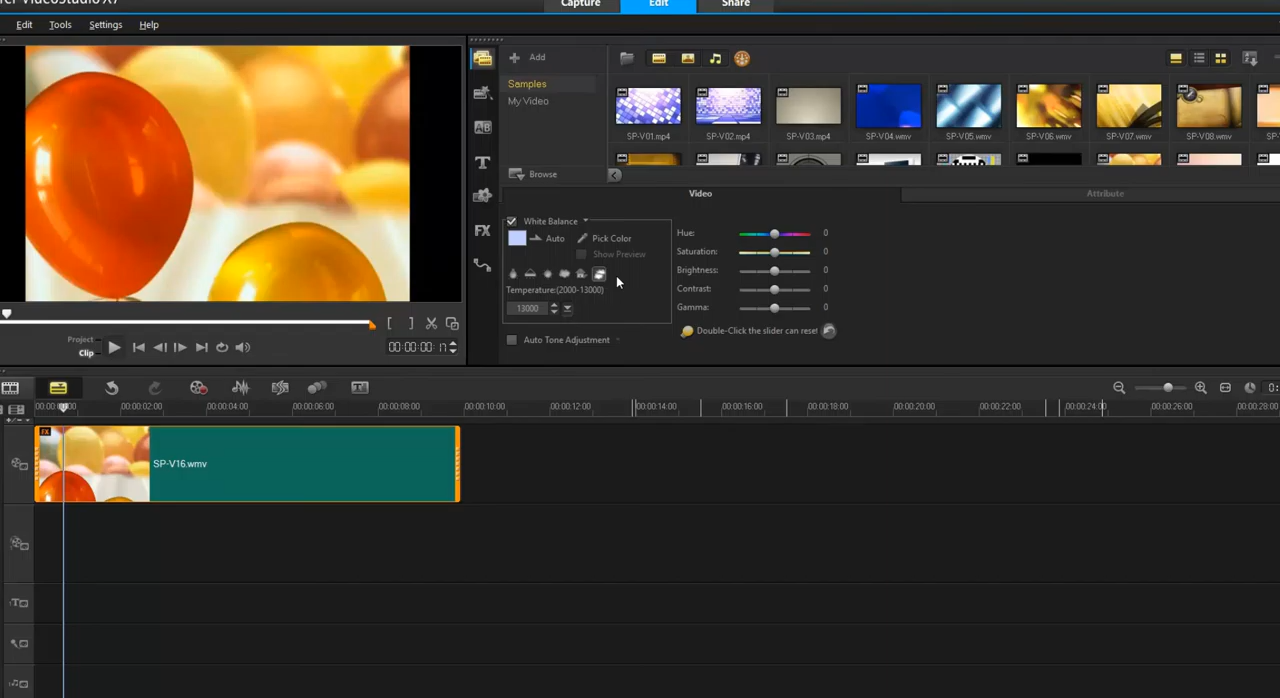 VideoStudio X7
Capture
Edit
Share
Edit Tools Settings Help
Add
Samples
My Video
Browse
SP-V01.mp4 SP-V02.mp4 SP-V03.mp4 SP-V04.wmv SP-V05.wmv SP-V06.wmv SP-V07.wmv SP-V08.wmv
Video
Attribute
White Balance
Auto
Pick Color
Show Preview
Temperature:(2000-13000)
13000
Auto Tone Adjustment
Hue: 0
Saturation: 0
Brightness: 0
Contrast: 0
Gamma: 0
Double-Click the slider can reset
AB
T
FX
Project
Clip
00:00:00:17
00:00:02:00 00:00:04:00 00:00:06:00 00:00:08:00 00:00:10:00 00:00:12:00 00:00:14:00 00:00:16:00 00:00:18:00 00:00:20:00 00:00:22:00 00:00:24:00 00:00:26:00 00:00:28:00
FX
SP-V16.wmv